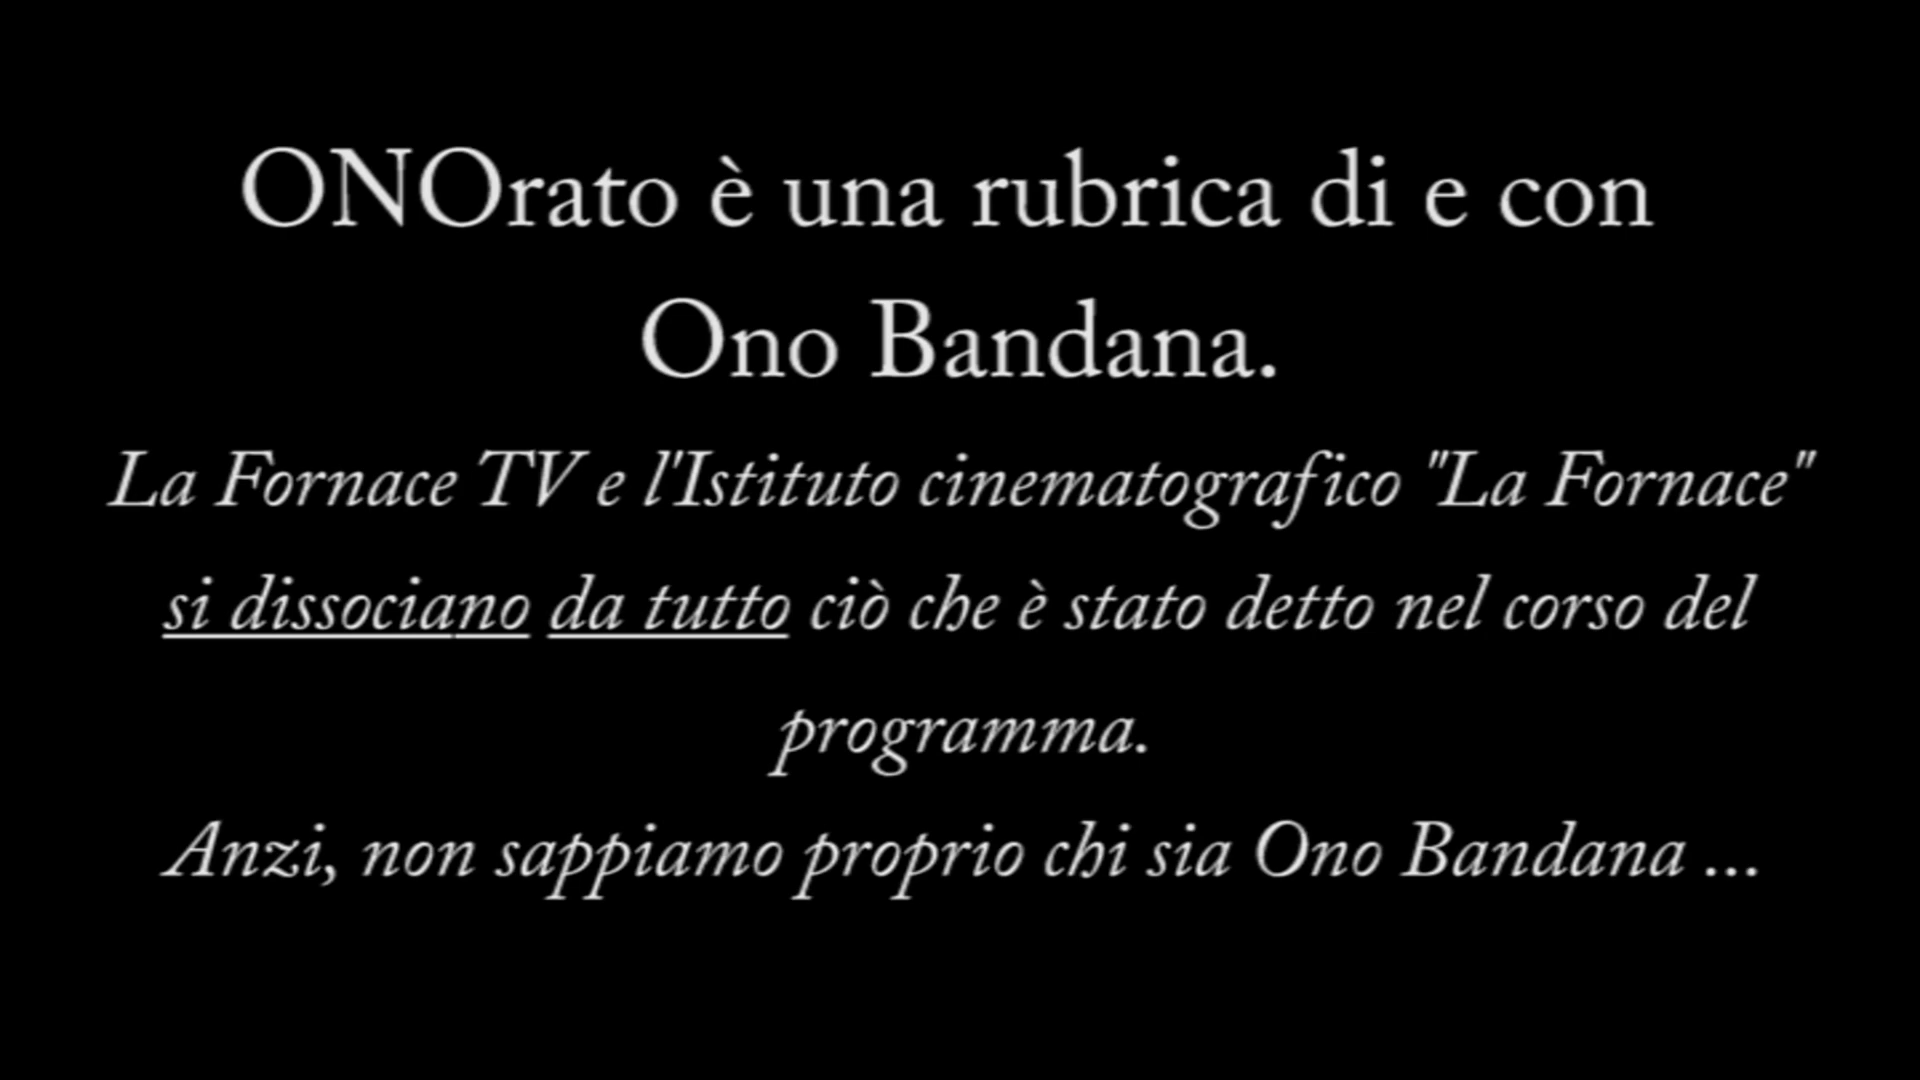 ONOrato è una rubrica di e con
Ono Bandana.
La Fornace TV e l'Istituto cinematografico "La Fornace"
si dissociano da tutto ciò che è stato detto nel corso del
programma.
Anzi, non sappiamo proprio chi sia Ono Bandana ...